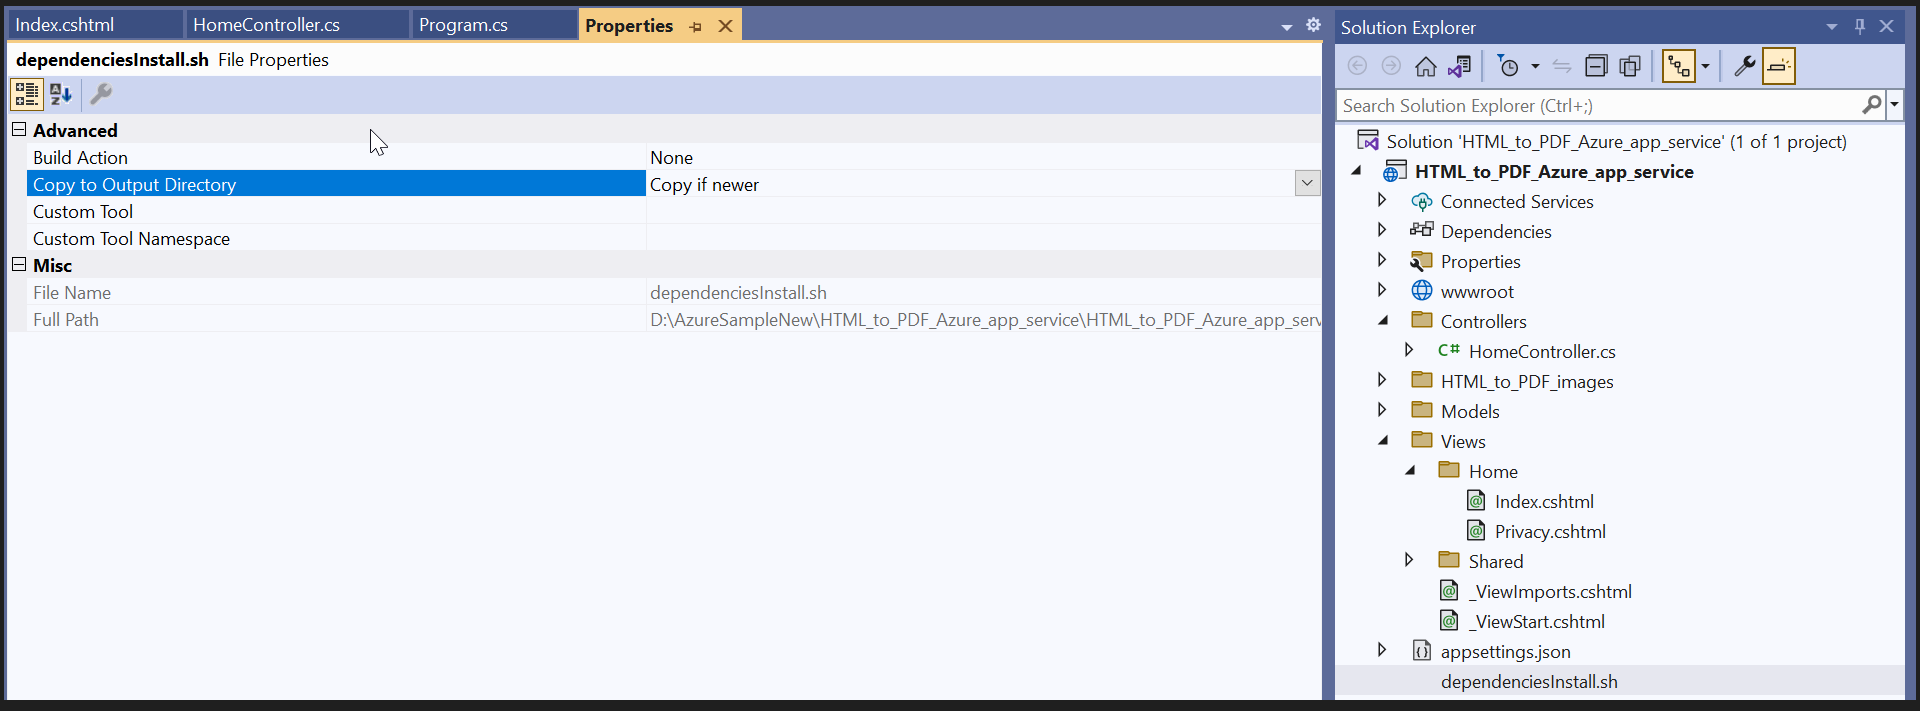 Index.cshtml HomeController.cs Program.cs Properties
dependenciesInstall.sh File Properties
Advanced
Build Action None
Copy to Output Directory Copy if newer
Custom Tool
Custom Tool Namespace
Misc
File Name dependenciesInstall.sh
Full Path D:\AzureSampleNew\HTML_to_PDF_Azure_app_service\HTML_to_PDF_Azure_app_serv
Solution Explorer
Search Solution Explorer (Ctrl+;)
Solution 'HTML_to_PDF_Azure_app_service' (1 of 1 project)
HTML_to_PDF_Azure_app_service
Connected Services
Dependencies
Properties
wwwroot
Controllers
C# HomeController.cs
HTML_to_PDF_images
Models
Views
Home
Index.cshtml
Privacy.cshtml
Shared
_ViewImports.cshtml
_ViewStart.cshtml
appsettings.json
dependenciesInstall.sh